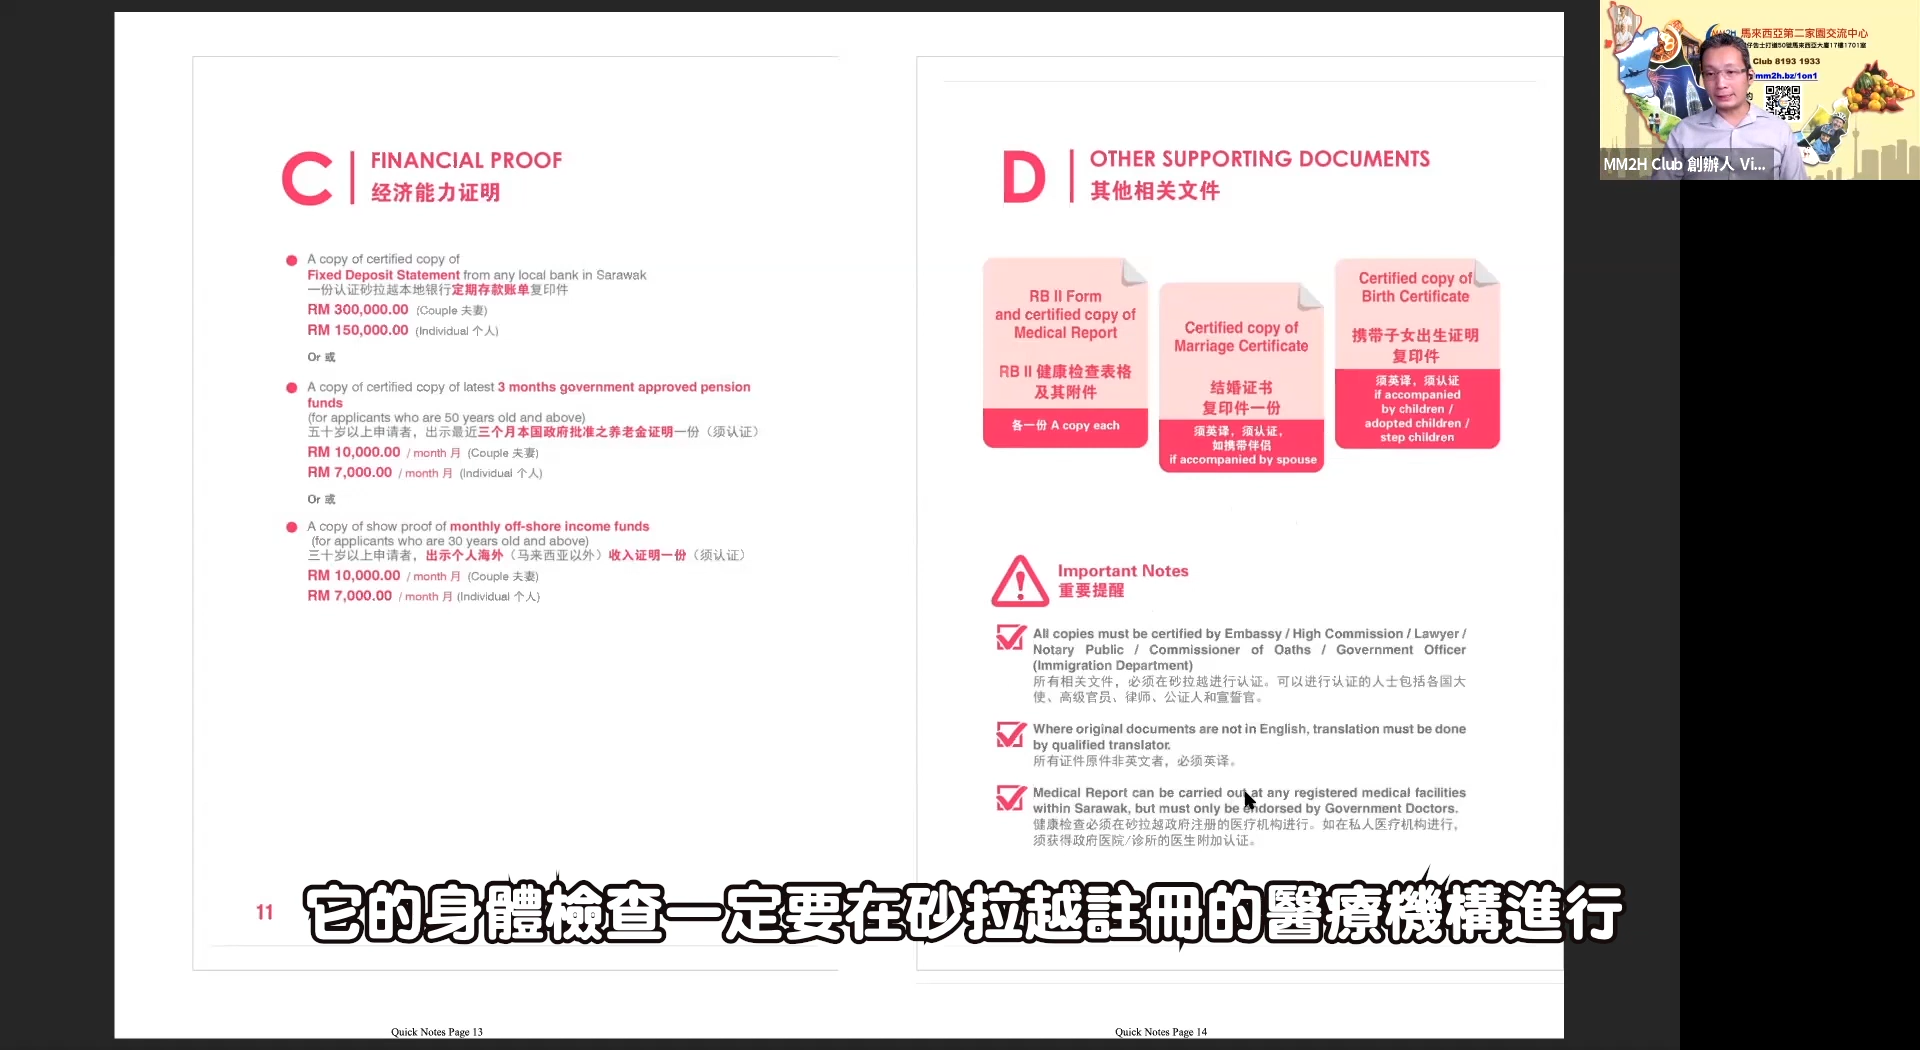 C
FINANCIAL PROOF
经济能力证明
A copy of certified copy of
Fixed Deposit Statement from any local bank in Sarawak
一份认证砂拉越本地银行定期存款账单复印件
RM 300,000.00 (Couple 夫妻)
RM 150,000.00 (Individual 个人)
Or 或
A copy of certified copy of latest 3 months government approved pension
funds
(for applicants who are 50 years old and above)
五十岁以上申请者，出示最近三个月本国政府批准之养老金证明一份（须认证）
RM 10,000.00 / month 月 (Couple 夫妻)
RM 7,000.00 / month 月 (Individual 个人)
Or 或
A copy of show proof of monthly off-shore income funds
(for applicants who are 30 years old and above)
三十岁以上申请者，出示个人海外（马来西亚以外）收入证明一份（须认证）
RM 10,000.00 / month 月 (Couple 夫妻)
RM 7,000.00 / month 月 (Individual 个人)
11
Quick Notes Page 13
D
OTHER SUPPORTING DOCUMENTS
其他相关文件
RB II Form
and certified copy of
Medical Report
RB II 健康检查表格
及其附件
各一份 A copy each
Certified copy of
Marriage Certificate
结婚证书
复印件一份
须英译，须认证，
如携带伴侣
if accompanied by spouse
Certified copy of
Birth Certificate
携带子女出生证明
复印件
须英译，须认证
if accompanied
by children /
adopted children /
step children
Important Notes
重要提醒
All copies must be certified by Embassy / High Commission / Lawyer /
Notary Public / Commissioner of Oaths / Government Officer
(Immigration Department)
所有相关文件，必须在砂拉越进行认证。可以进行认证的人士包括各国大
使、高级官员、律师、公证人和宣誓官。
Where original documents are not in English, translation must be done
by qualified translator.
所有证件原件非英文者，必须英译。
Medical Report can be carried out at any registered medical facilities
within Sarawak, but must only be endorsed by Government Doctors.
健康检查必须在砂拉越政府注册的医疗机构进行。如在私人医疗机构进行，
须获得政府医院/诊所的医生附加认证。
Quick Notes Page 14
它的身體檢查一定要在砂拉越註冊的醫療機構進行
馬來西亞第二家園交流中心
仔告士打道50號馬來西亞大廈17樓1701室
Club 8193 1933
mm2h.bz/1on1
MM2H Club 創辦人 Vi...